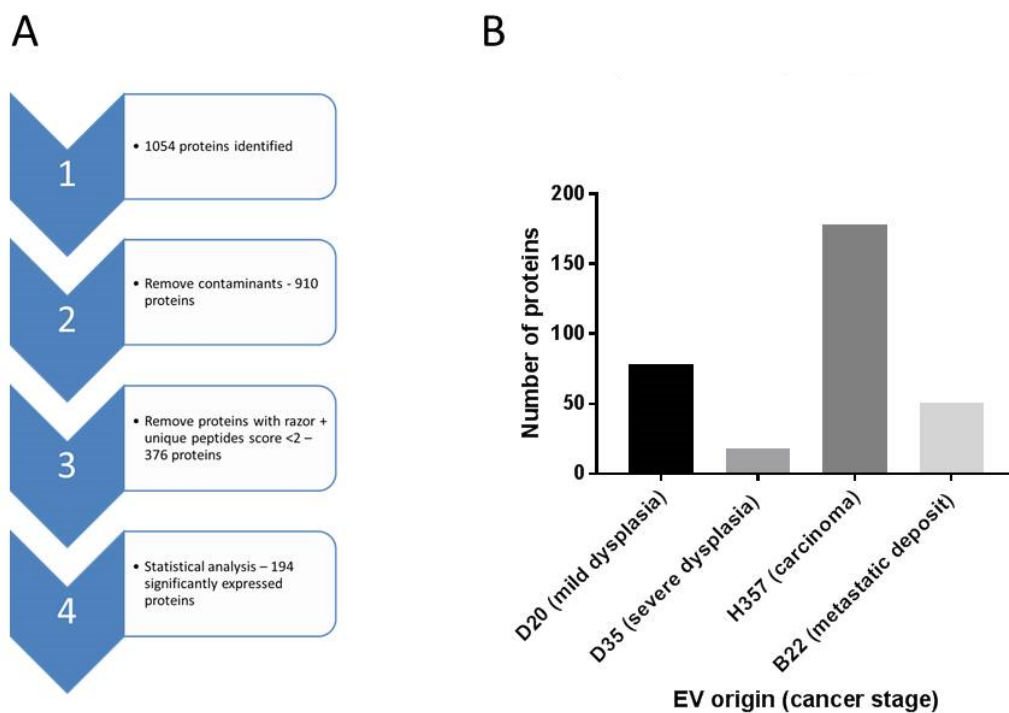 A
1
• 1054 proteins identified
2
• Remove contaminants - 910
proteins
3
• Remove proteins with razor +
unique peptides score <2 –
376 proteins
4
• Statistical analysis – 194
significantly expressed
proteins
B
Number of proteins
200
150
100
50
0
D20 (mild dysplasia)
D35 (severe dysplasia)
H357 (carcinoma)
B22 (metastatic deposit)
EV origin (cancer stage)